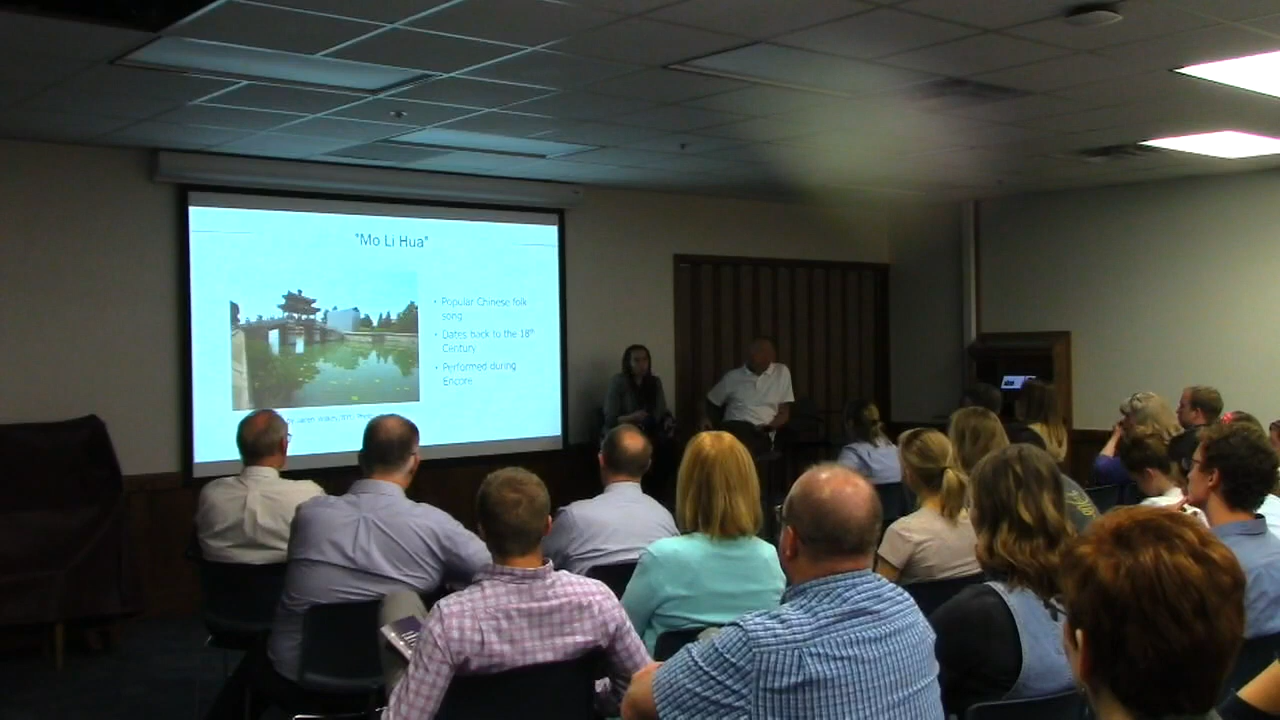 "Mo Li Hua"
• Popular Chinese folk
song
• Dates back to the 18th
Century
• Performed during
Encore